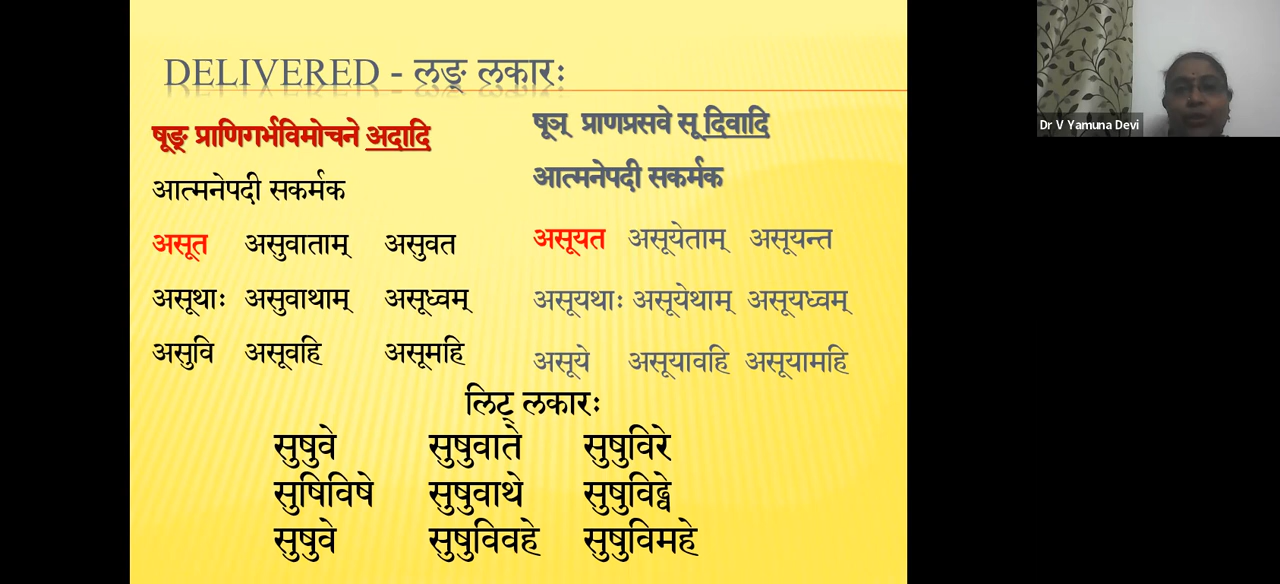 DELIVERED - लङ् लकारः
Dr V Yamuna Devi
षूङ् प्राणिगर्भविमोचने अदादि
आत्मनेपदी सकर्मक
असूत असुवाताम् असुवत
असूथाः असुवाथाम् असूध्वम्
असुवि असूवहि असूमहि
षूञ् प्राणप्रसवे सू दिवादि
आत्मनेपदी सकर्मक
असूयत असूयेताम् असूयन्त
असूयथाः असूयेथाम् असूयध्वम्
असूये असूयावहि असूयामहि
लिट् लकारः
सुषुवे सुषुवाते सुषुविरे
सुषिविषे सुषुवाथे सुषुविढ्वे
सुषुवे सुषुविवहे सुषुविमहे